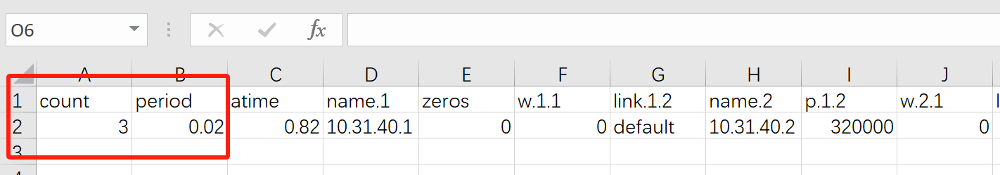 O6 fx
A B C D E F G H I J
1 count period atime name.1 zeros w.1.1 link.1.2 name.2 p.1.2 w.2.1
2 3 0.02 0.82 10.31.40.1 0 0 default 10.31.40.2 320000 0
3